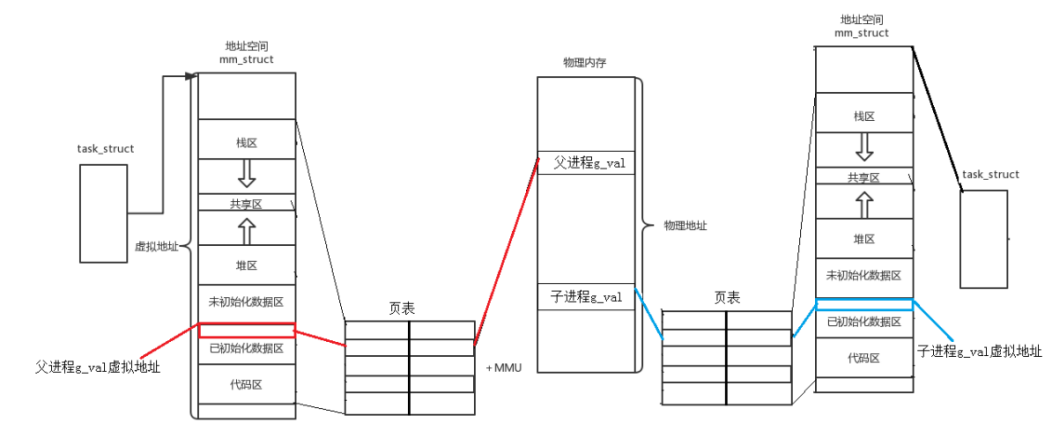 地址空间
mm_struct
task_struct
虚拟地址
栈区
共享区
堆区
未初始化数据区
已初始化数据区
代码区
父进程g_val虚拟地址
页表
+MMU
物理内存
父进程g_val
子进程g_val
物理地址
页表
地址空间
mm_struct
栈区
共享区
堆区
未初始化数据区
已初始化数据区
代码区
task_struct
子进程g_val虚拟地址